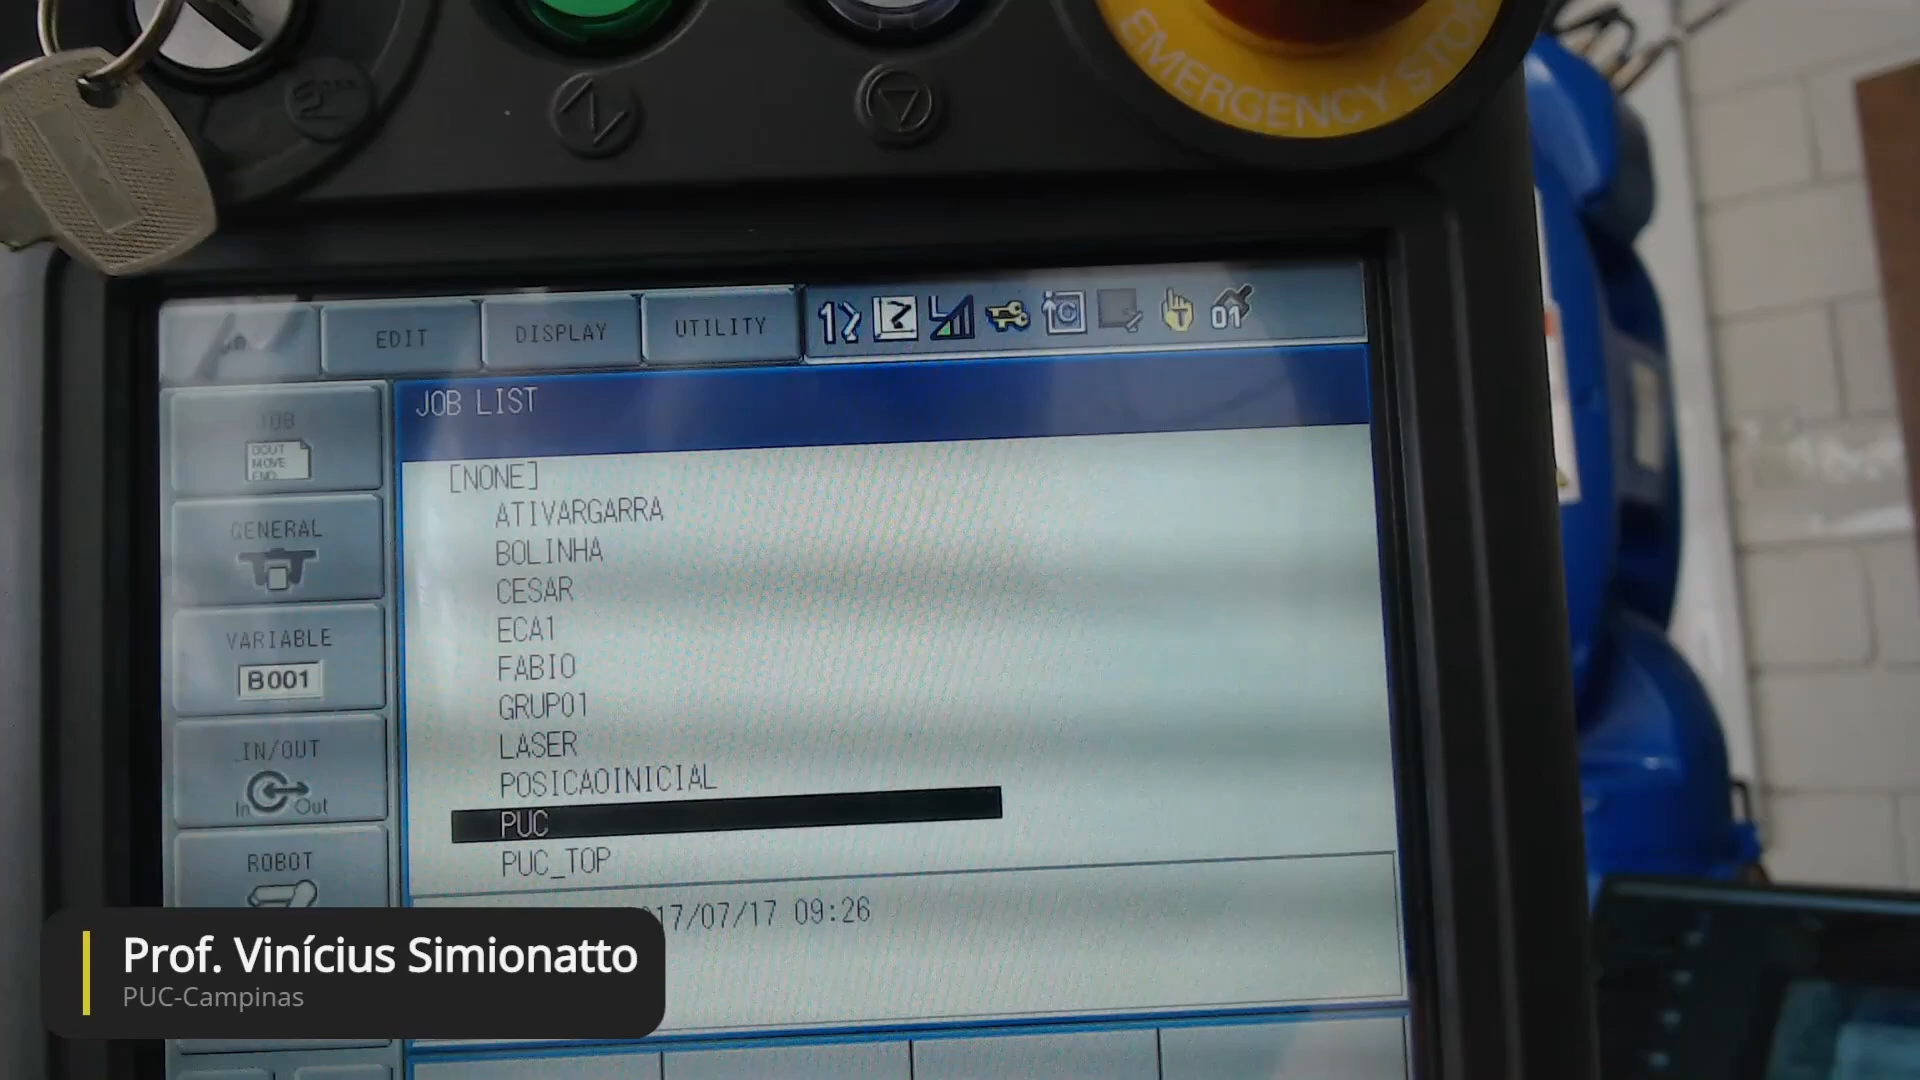 EMERGENCY STOP
EDIT
DISPLAY
UTILITY
01
JOB LIST
JOB
DOUT
MOVE
END
GENERAL
VARIABLE
B001
IN/OUT
In Out
ROBOT
[NONE]
ATIVARGARRA
BOLINHA
CESAR
ECA1
FABIO
GRUPO1
LASER
POSICAOINICIAL
PUC
PUC_TOP
17/07/17 09:26
Prof. Vinícius Simionatto
PUC-Campinas